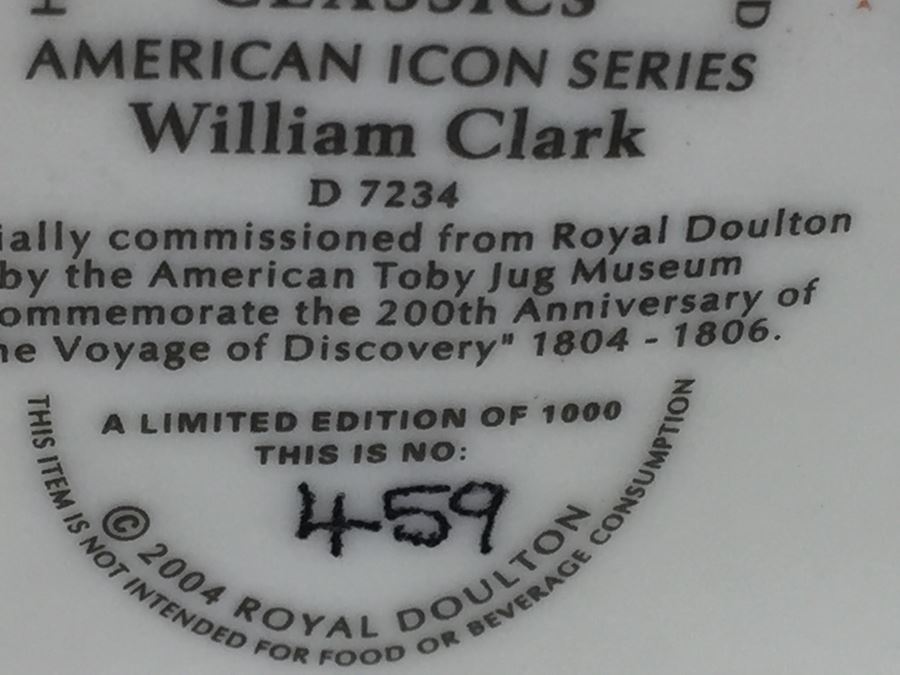 CLASSICS
AMERICAN ICON SERIES
William Clark
D 7234
ially commissioned from Royal Doulton
by the American Toby Jug Museum
ommemorate the 200th Anniversary of
he Voyage of Discovery" 1804 - 1806.
A LIMITED EDITION OF 1000
THIS IS NO:
459
© 2004 ROYAL DOULTON
THIS ITEM IS NOT INTENDED FOR FOOD OR BEVERAGE CONSUMPTION